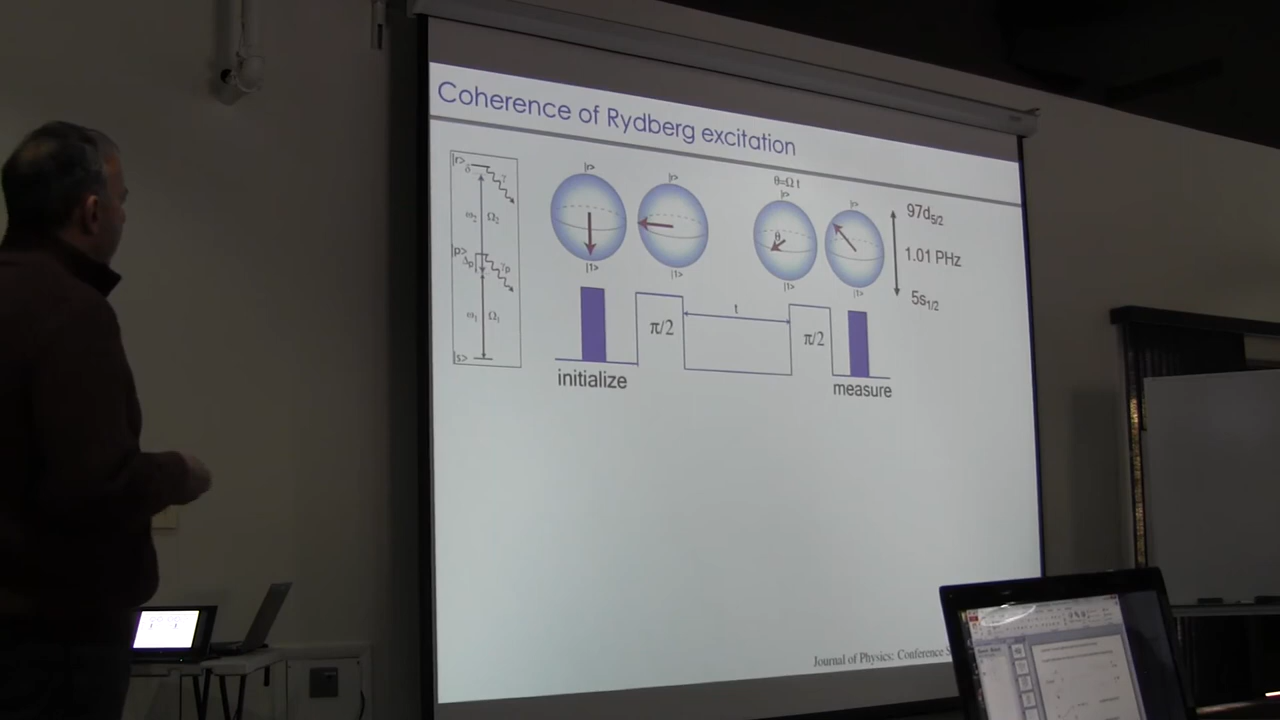 Coherence of Rydberg excitation
|r>
δ
γ
ω₂ Ω₂
|p>
Δp
γp
ω₁ Ω₁
|s>
|r>
|1>
|r>
|1>
θ=Ω t
|r>
θ
|1>
|r>
|1>
97d5/2
1.01 PHz
5s1/2
π/2
t
π/2
initialize
measure
Journal of Physics: Conference